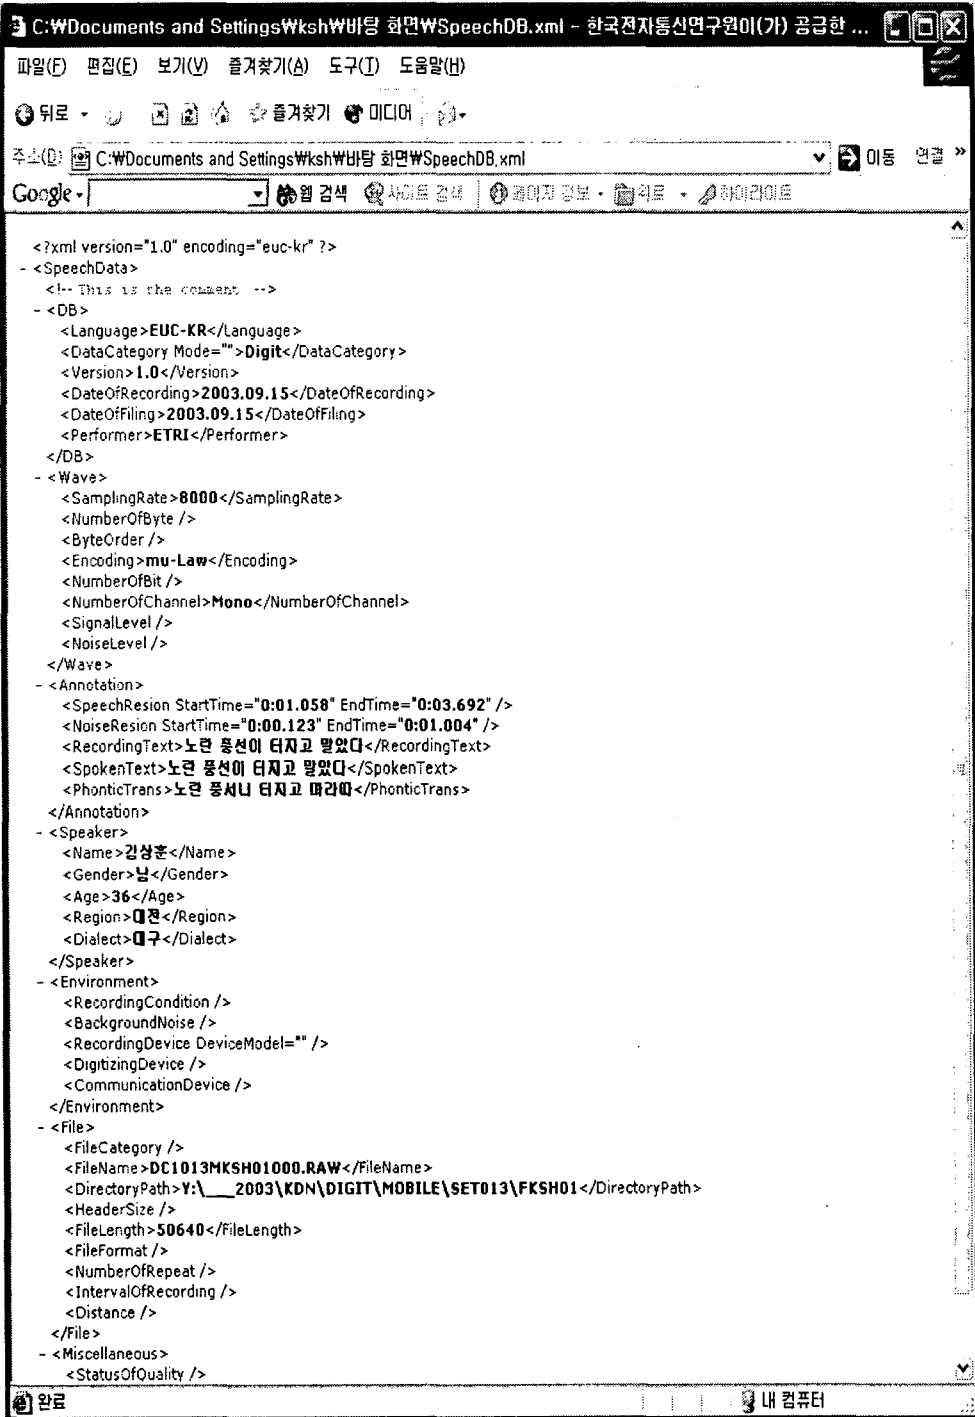 C:₩Documents and Settings₩ksh₩바탕 화면₩SpeechDB.xml - 한국전자통신연구원이(가) 공급한 ...
파일(F) 편집(E) 보기(V) 즐겨찾기(A) 도구(T) 도움말(H)
뒤로 즐겨찾기 미디어
주소(D) C:₩Documents and Settings₩ksh₩바탕 화면₩SpeechDB.xml 이동 연결 »
Google 웹 검색 사이트 검색 페이지 정보 위로 하이라이트
<?xml version="1.0" encoding="euc-kr" ?>
- <SpeechData>
<!-- This is the comment -->
- <DB>
<Language>EUC-KR</Language>
<DataCategory Mode="">Digit</DataCategory>
<Version>1.0</Version>
<DateOfRecording>2003.09.15</DateOfRecording>
<DateOfFiling>2003.09.15</DateOfFiling>
<Performer>ETRI</Performer>
</DB>
- <Wave>
<SamplingRate>8000</SamplingRate>
<NumberOfByte />
<ByteOrder />
<Encoding>mu-Law</Encoding>
<NumberOfBit />
<NumberOfChannel>Mono</NumberOfChannel>
<SignalLevel />
<NoiseLevel />
</Wave>
- <Annotation>
<SpeechResion StartTime="0:01.058" EndTime="0:03.692" />
<NoiseResion StartTime="0:00.123" EndTime="0:01.004" />
<RecordingText>노란 풍선이 터지고 말았다</RecordingText>
<SpokenText>노란 풍선이 터지고 말았다</SpokenText>
<PhonticTrans>노란 풍서니 터지고 마라따</PhonticTrans>
</Annotation>
- <Speaker>
<Name>김상훈</Name>
<Gender>남</Gender>
<Age>36</Age>
<Region>대전</Region>
<Dialect>대구</Dialect>
</Speaker>
- <Environment>
<RecordingCondition />
<BackgroundNoise />
<RecordingDevice DeviceModel="" />
<DigitizingDevice />
<CommunicationDevice />
</Environment>
- <File>
<FileCategory />
<FileName>DC1013MKSH01000.RAW</FileName>
<DirectoryPath>Y:\___2003\KDN\DIGIT\MOBILE\SET013\FKSH01</DirectoryPath>
<HeaderSize />
<FileLength>50640</FileLength>
<FileFormat />
<NumberOfRepeat />
<IntervalOfRecording />
<Distance />
</File>
- <Miscellaneous>
<StatusOfQuality />
완료 내 컴퓨터